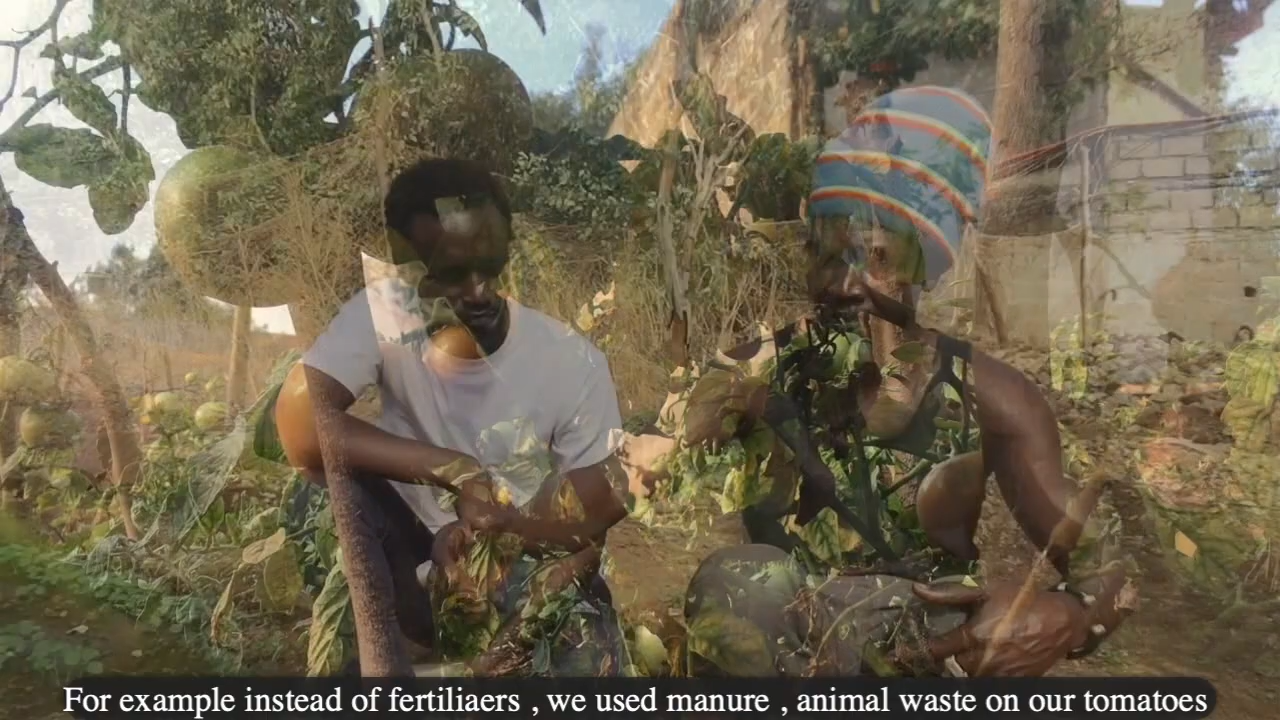 For example instead of fertiliaers , we used manure , animal waste on our tomatoes